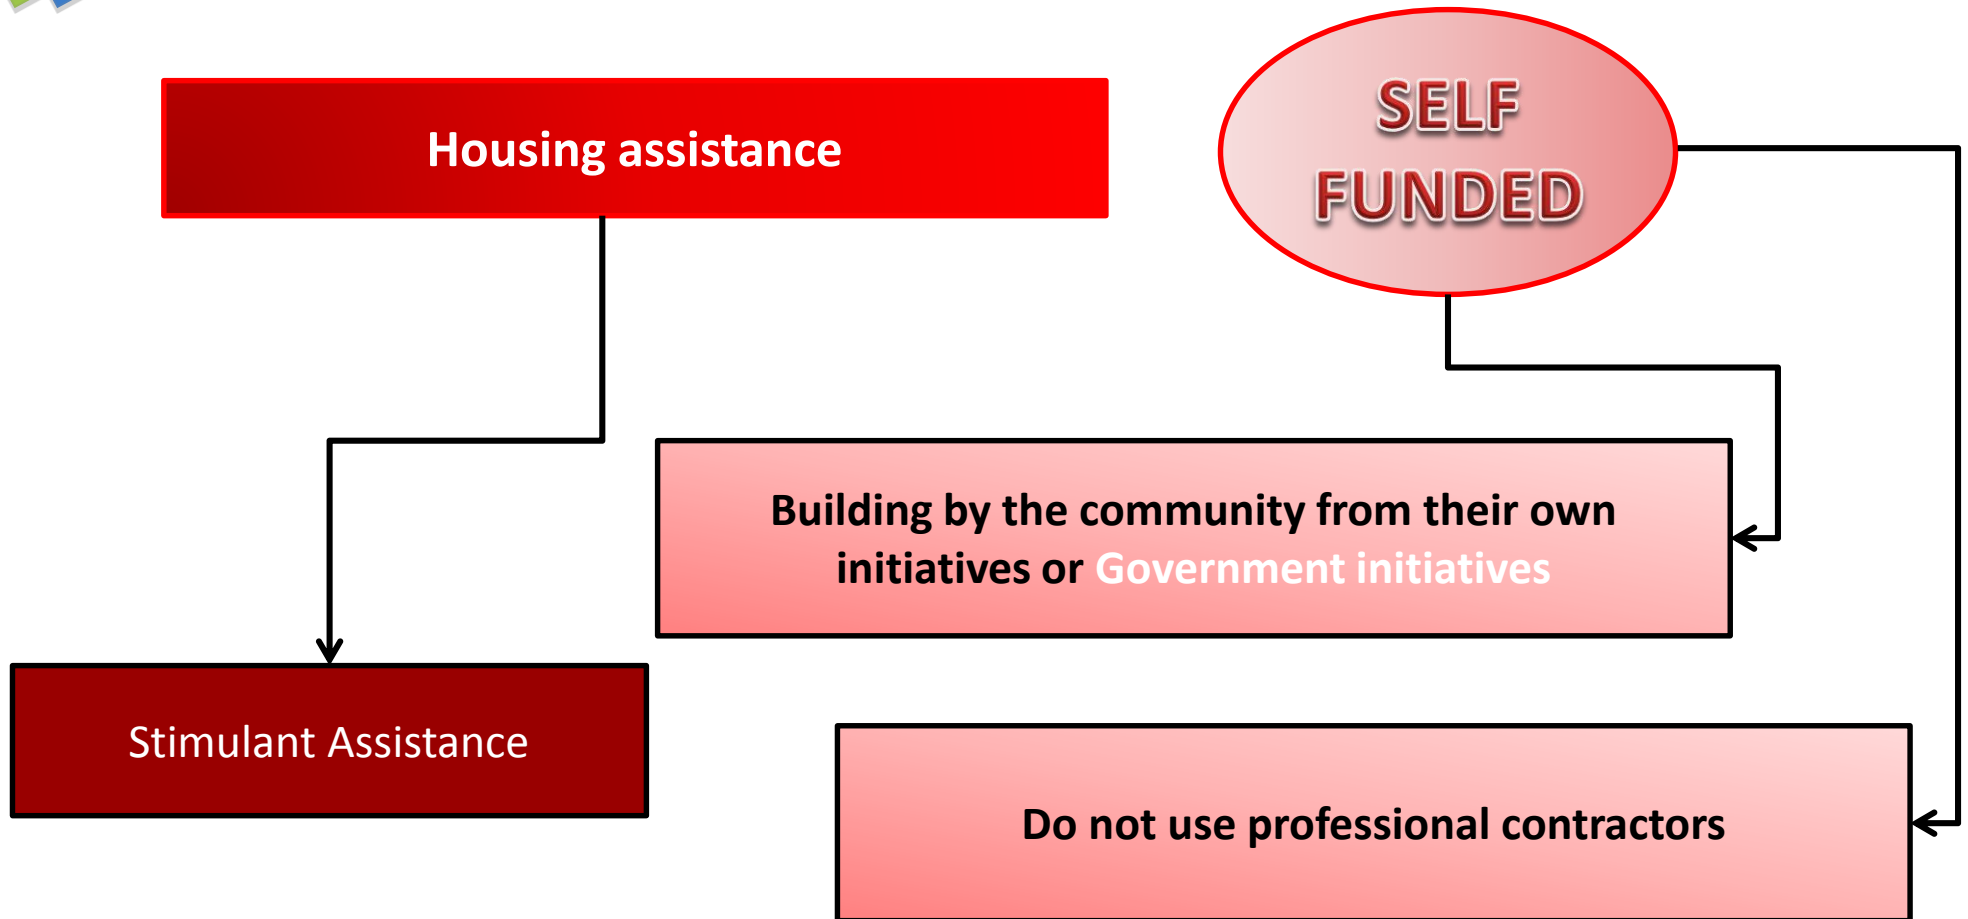 Housing assistance
SELF
FUNDED
Building by the community from their own
initiatives or Government initiatives
Stimulant Assistance
Do not use professional contractors